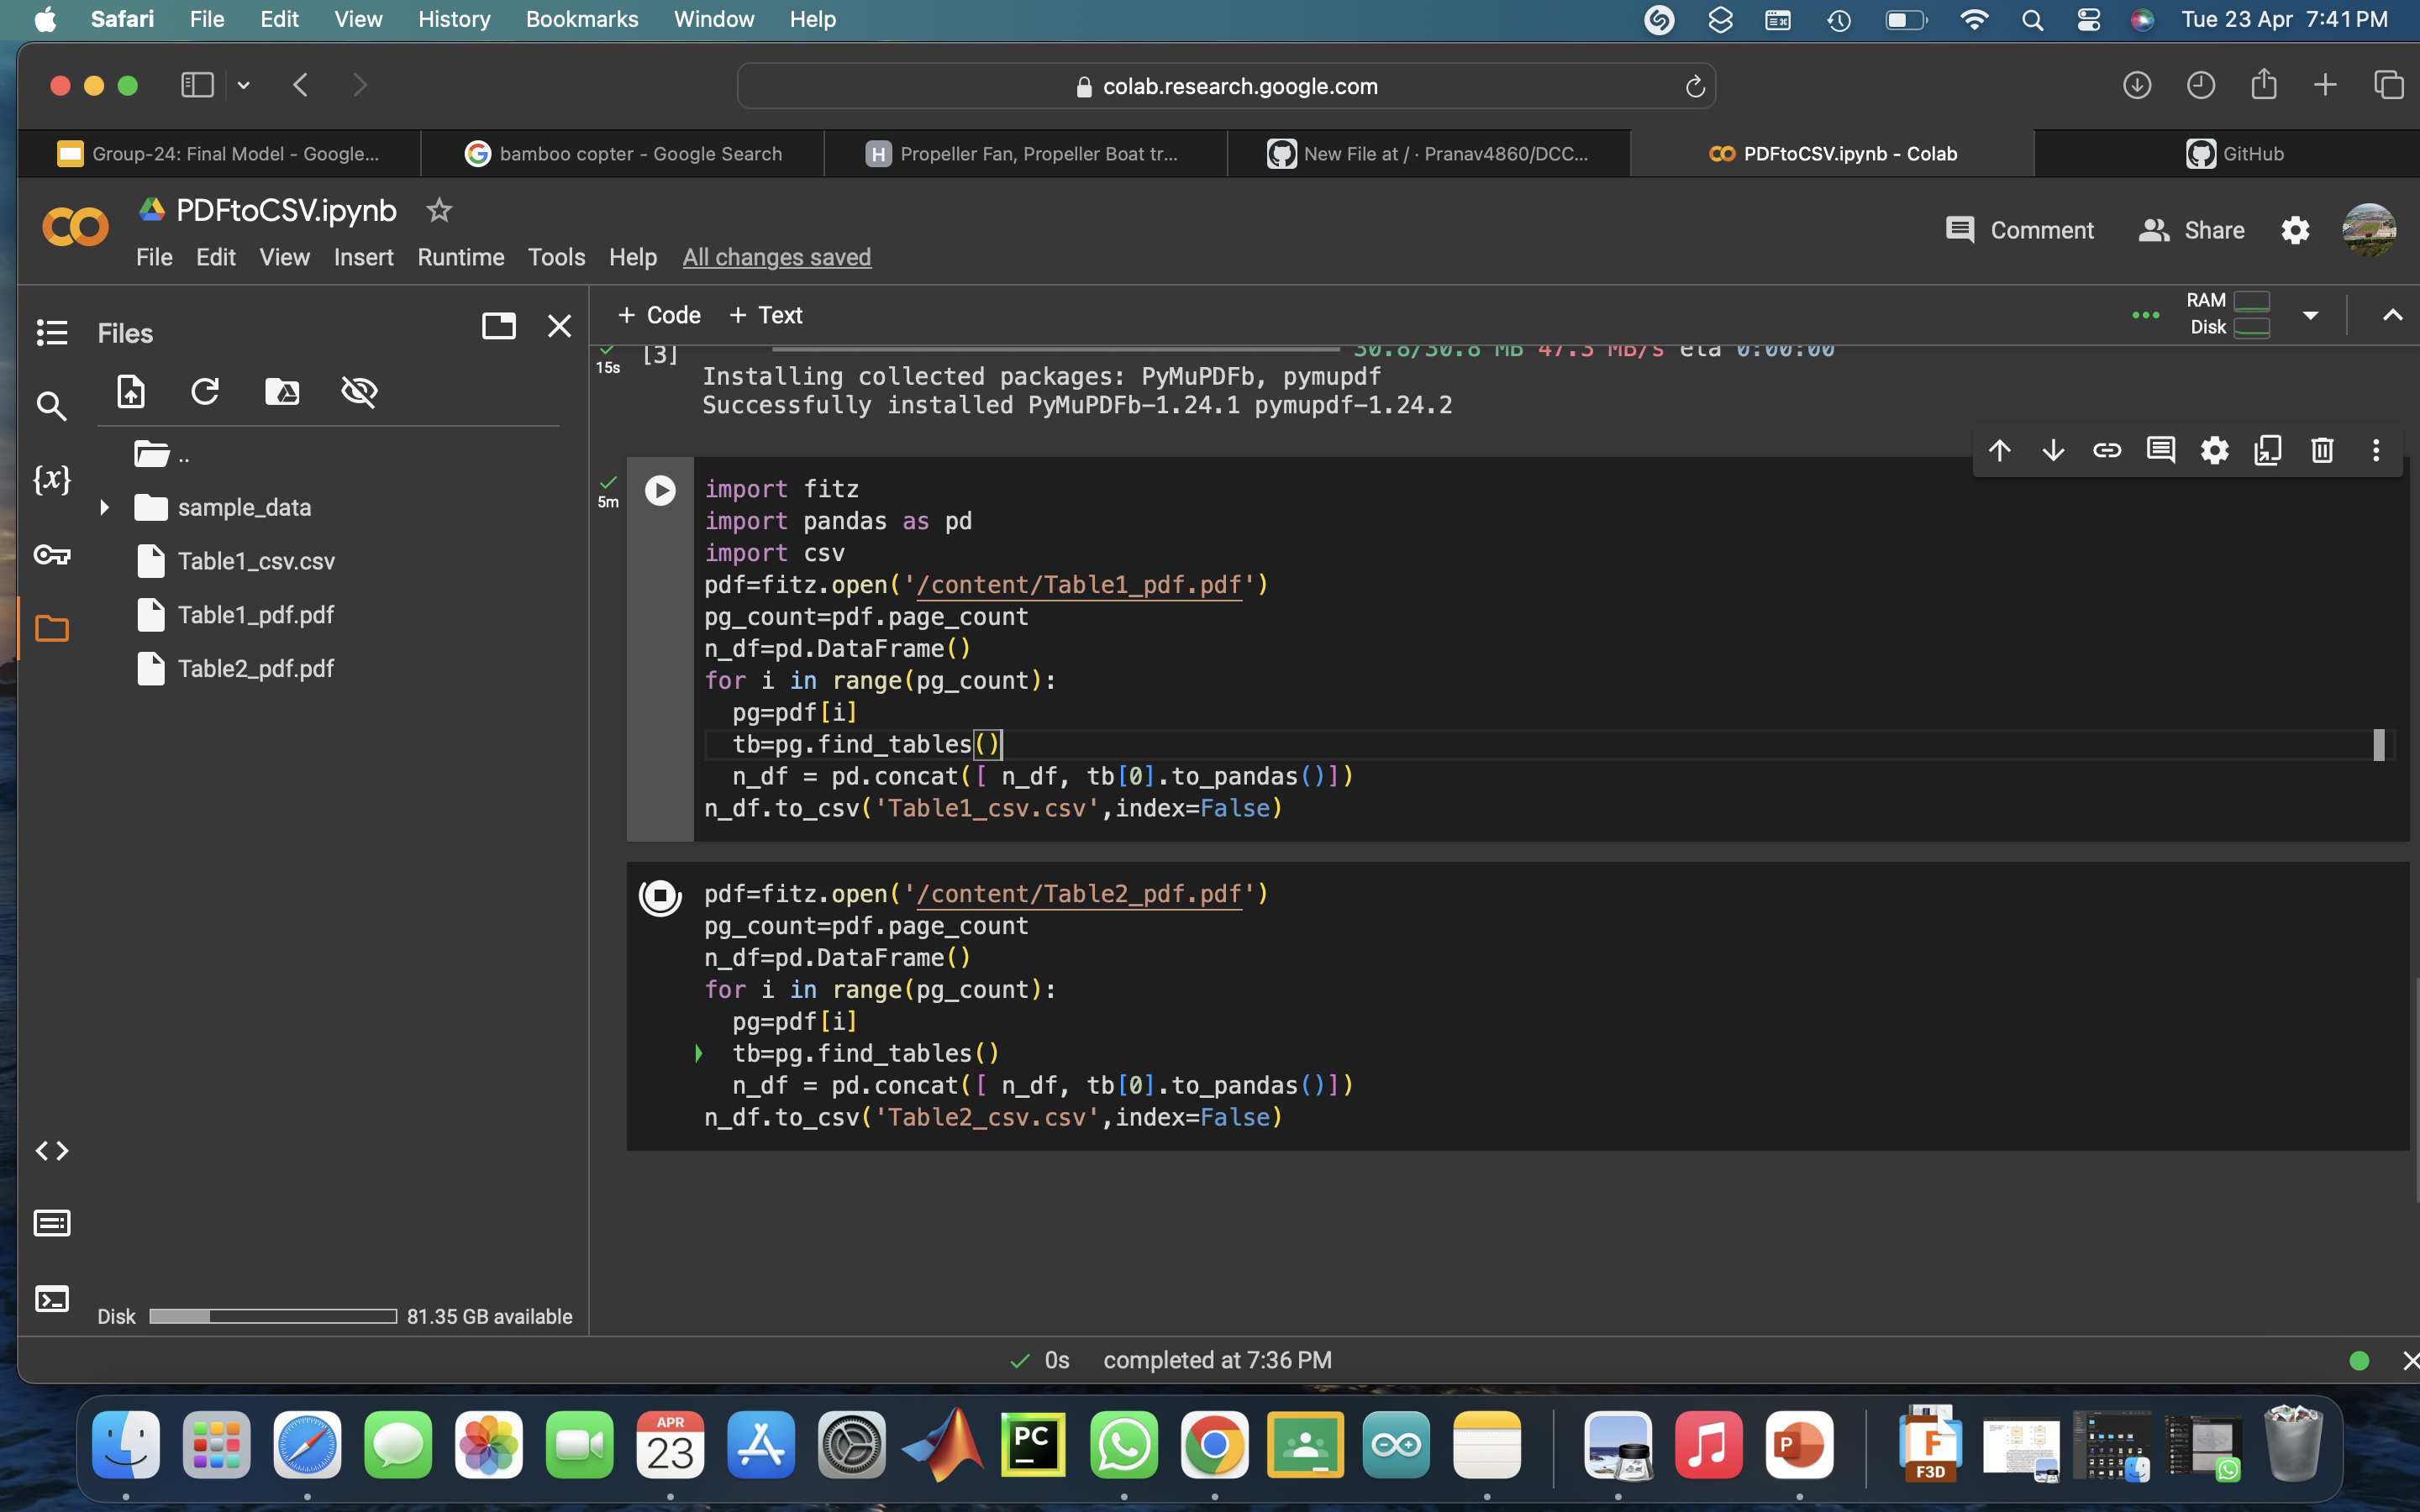 Safari File Edit View History Bookmarks Window Help Tue 23 Apr 7:41 PM
colab.research.google.com
Group-24: Final Model - Google... bamboo copter - Google Search H Propeller Fan, Propeller Boat tr... New File at / · Pranav4860/DCC... PDFtoCSV.ipynb - Colab GitHub
PDFtoCSV.ipynb
File Edit View Insert Runtime Tools Help All changes saved
Comment Share
Files
+ Code + Text
RAM
Disk
..
sample_data
Table1_csv.csv
Table1_pdf.pdf
Table2_pdf.pdf
{x}
Disk 81.35 GB available
15s
[3]
30.8/30.8 MB 47.3 MB/s eta 0:00:00
Installing collected packages: PyMuPDFb, pymupdf
Successfully installed PyMuPDFb-1.24.1 pymupdf-1.24.2
5m
import fitz
import pandas as pd
import csv
pdf=fitz.open('/content/Table1_pdf.pdf')
pg_count=pdf.page_count
n_df=pd.DataFrame()
for i in range(pg_count):
pg=pdf[i]
tb=pg.find_tables()
n_df = pd.concat([ n_df, tb[0].to_pandas()])
n_df.to_csv('Table1_csv.csv',index=False)
pdf=fitz.open('/content/Table2_pdf.pdf')
pg_count=pdf.page_count
n_df=pd.DataFrame()
for i in range(pg_count):
pg=pdf[i]
tb=pg.find_tables()
n_df = pd.concat([ n_df, tb[0].to_pandas()])
n_df.to_csv('Table2_csv.csv',index=False)
0s completed at 7:36 PM
APR
23
PC
P
F
F3D